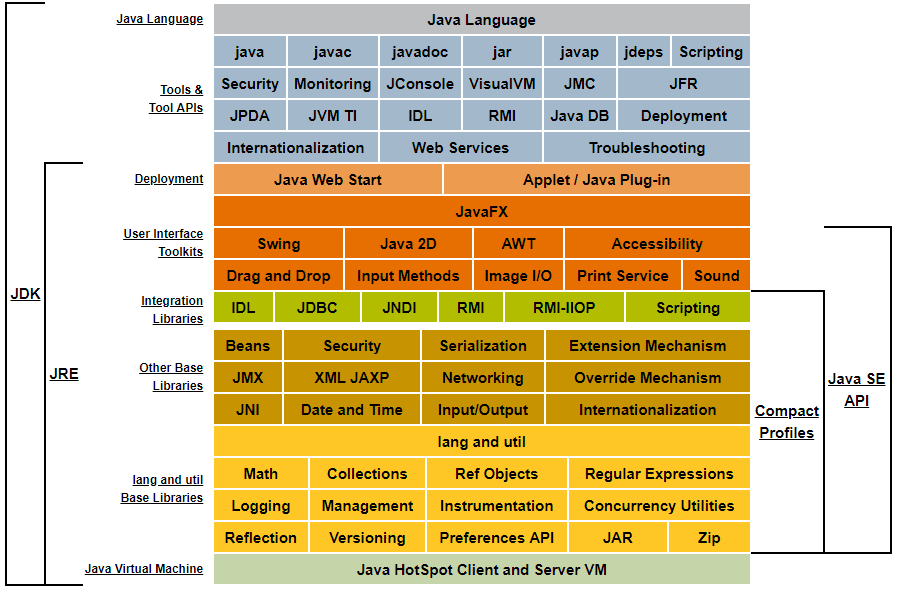 Java Language
Java Language
java javac javadoc jar javap jdeps Scripting
Tools &
Tool APIs
Security Monitoring JConsole VisualVM JMC JFR
JPDA JVM TI IDL RMI Java DB Deployment
Internationalization Web Services Troubleshooting
Deployment
Java Web Start Applet / Java Plug-in
JavaFX
User Interface
Toolkits
Swing Java 2D AWT Accessibility
Drag and Drop Input Methods Image I/O Print Service Sound
Integration
Libraries
IDL JDBC JNDI RMI RMI-IIOP Scripting
Other Base
Libraries
Beans Security Serialization Extension Mechanism
JMX XML JAXP Networking Override Mechanism
JNI Date and Time Input/Output Internationalization
lang and util
lang and util
Base Libraries
Math Collections Ref Objects Regular Expressions
Logging Management Instrumentation Concurrency Utilities
Reflection Versioning Preferences API JAR Zip
Java Virtual Machine
Java HotSpot Client and Server VM
JDK
JRE
Compact
Profiles
Java SE
API